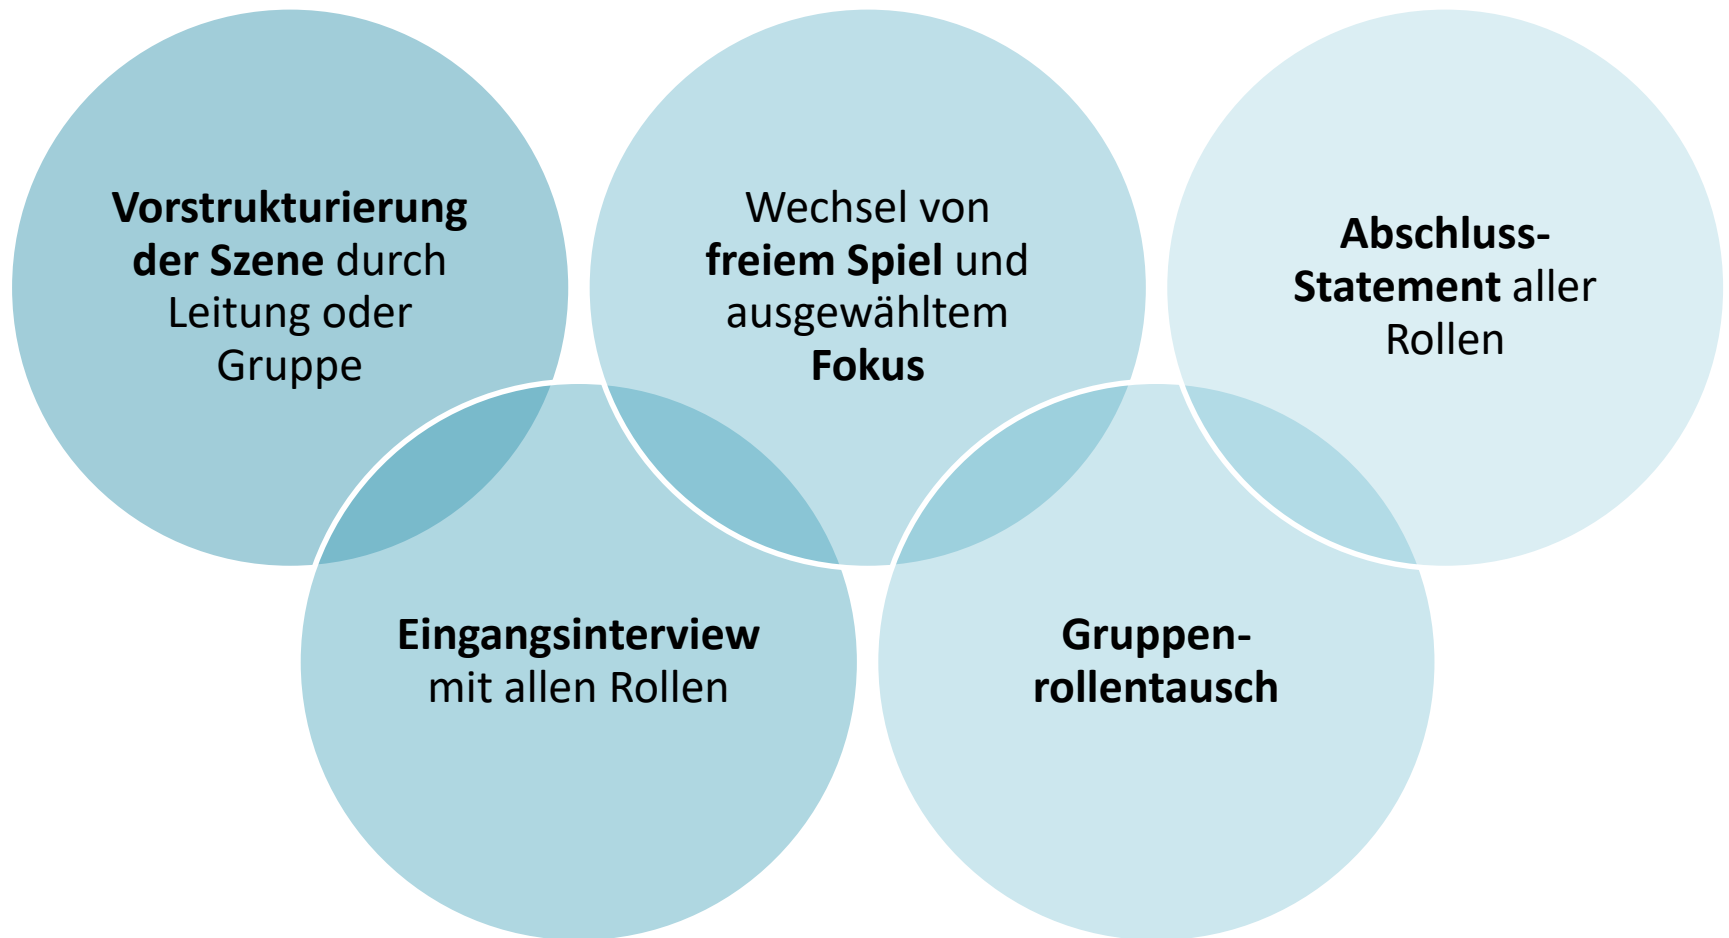 Vorstrukturierung
der Szene durch
Leitung oder
Gruppe
Eingangsinterview
mit allen Rollen
Wechsel von
freiem Spiel und
ausgewähltem
Fokus
Gruppen-
rollentausch
Abschluss-
Statement aller
Rollen